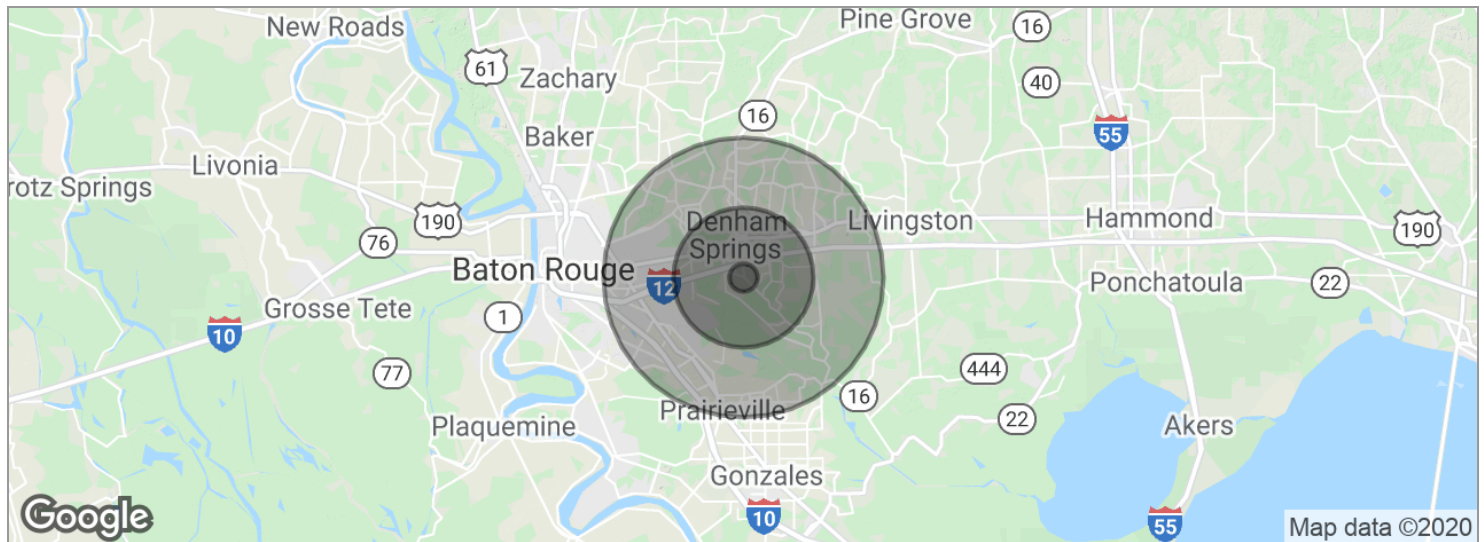 Pine Grove
16
New Roads
61
Zachary
40
16
55
Baker
Livonia
rotz Springs
190
Denham
Springs
Livingston
Hammond
190
76
Baton Rouge
12
Ponchatoula
22
Grosse Tete
1
10
77
444
16
Prairieville
22
Plaquemine
Akers
Gonzales
10
55
Google
Map data ©2020